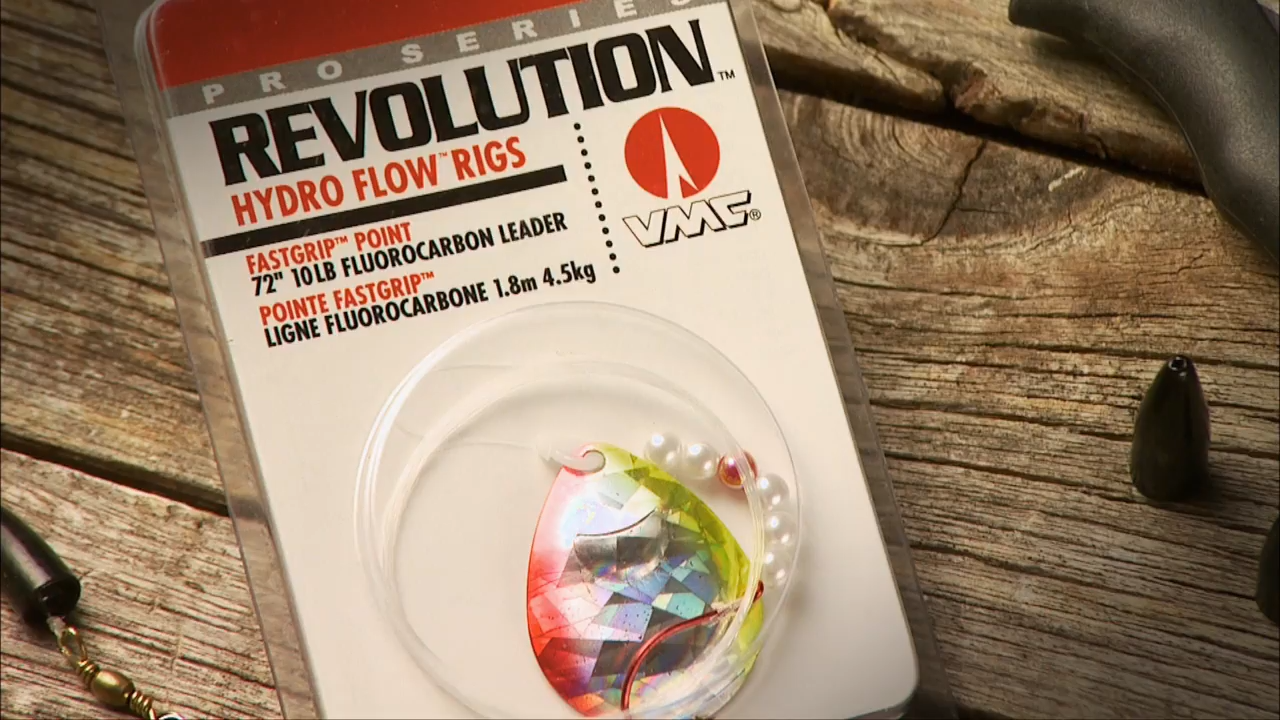 PRO SERIES
REVOLUTION™
HYDRO FLOW™ RIGS
FASTGRIP™ POINT
72" 10LB FLUOROCARBON LEADER
POINTE FASTGRIP™
LIGNE FLUOROCARBONE 1.8m 4.5kg
VMC®